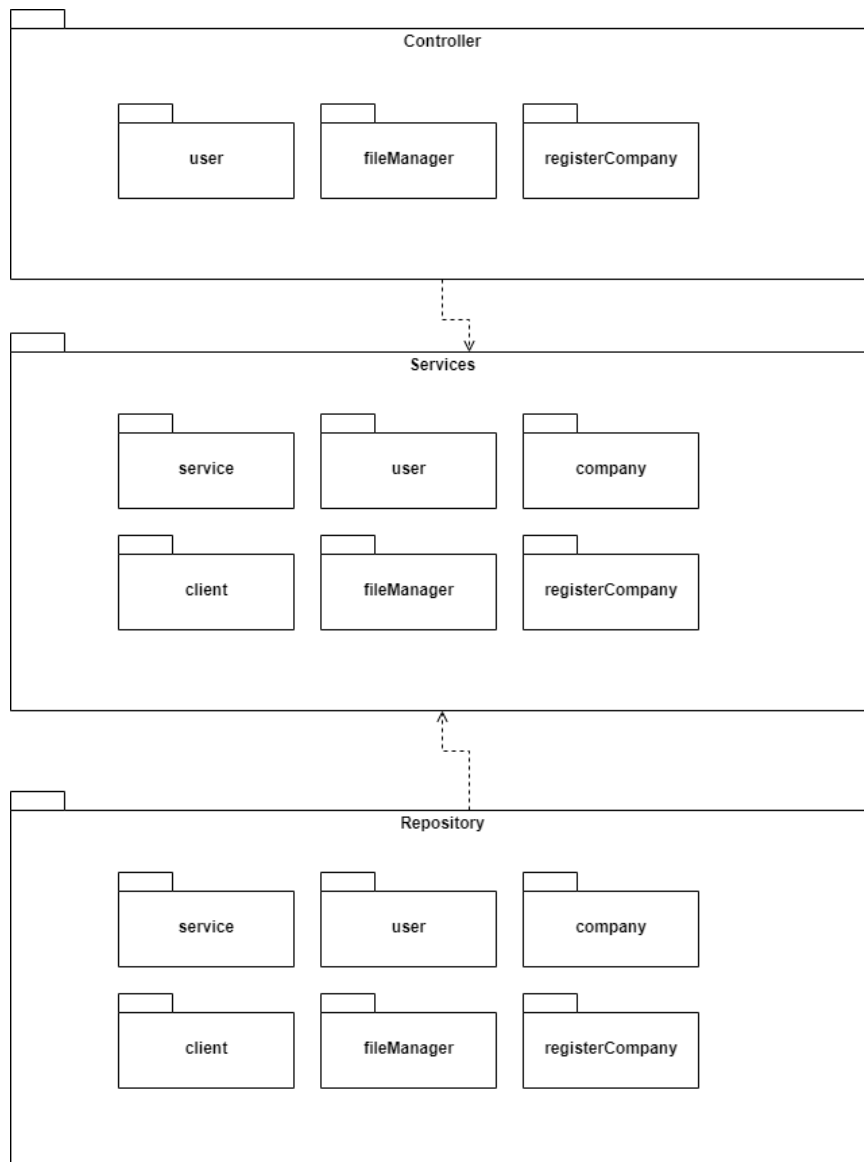 Controller
user
fileManager
registerCompany
Services
service
user
company
client
fileManager
registerCompany
Repository
service
user
company
client
fileManager
registerCompany